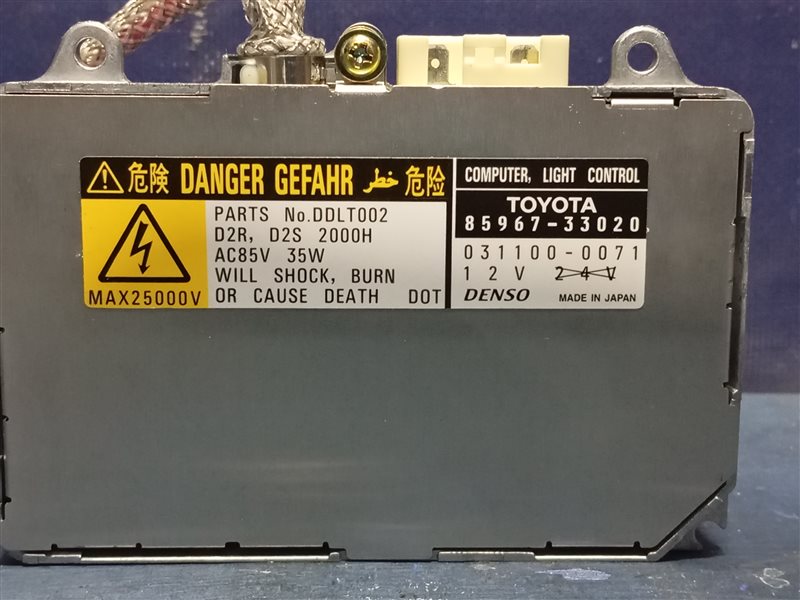 危険 DANGER GEFAHR خطر 危险
MAX25000V
PARTS No.DDLT002
D2R, D2S 2000H
AC85V 35W
WILL SHOCK, BURN
OR CAUSE DEATH DOT
COMPUTER, LIGHT CONTROL
TOYOTA
85967-33020
031100-0071
12V 24V
DENSO MADE IN JAPAN